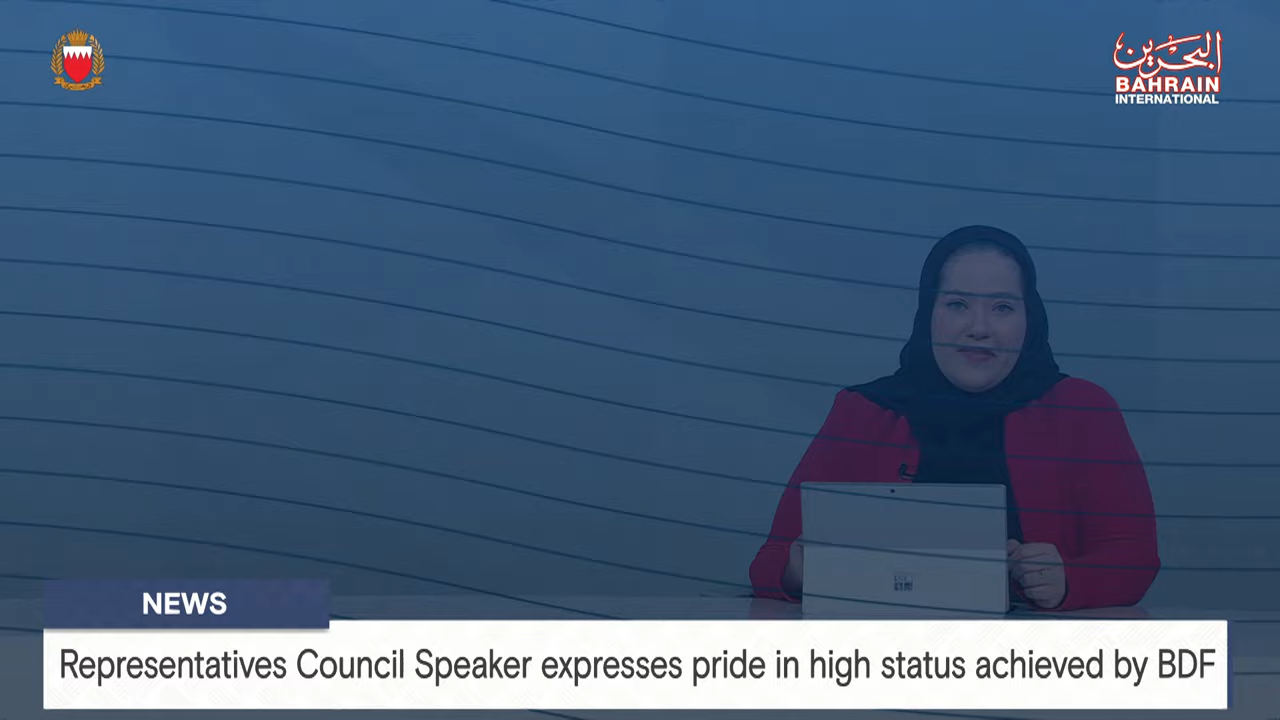 البحرين
BAHRAIN
INTERNATIONAL
NEWS
Representatives Council Speaker expresses pride in high status achieved by BDF